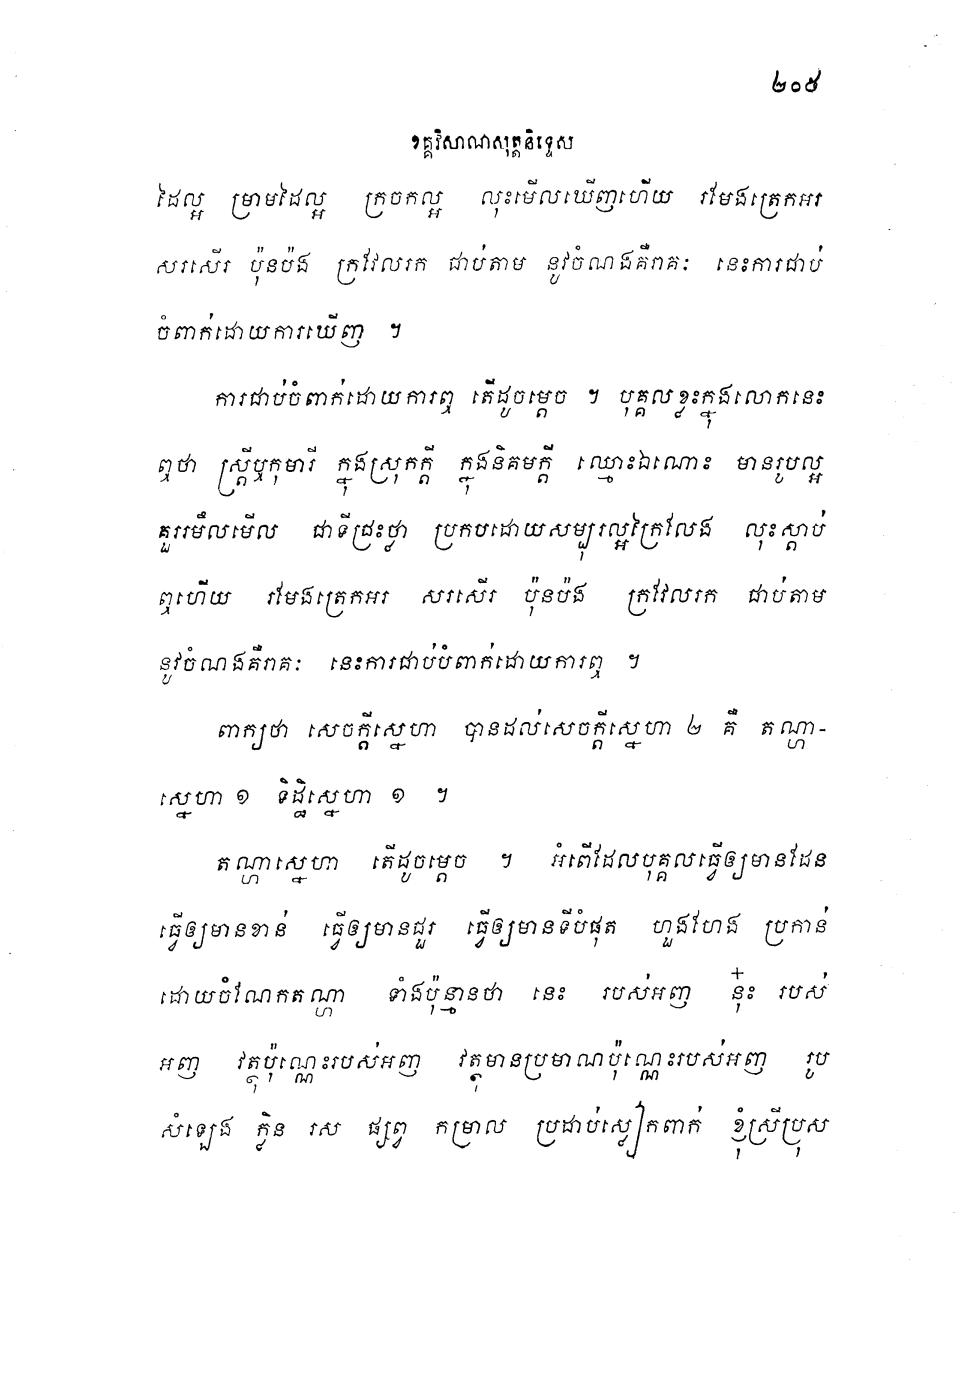 ២០៥
ខគ្គវិសាណសុត្តនិទ្ទេស
ដៃល្អ ម្រាមដៃល្អ ក្រចកល្អ លុះមើលឃើញហើយ រមែងត្រេកអរ
សរសើរ ប៉ុនប៉ង ក្រវែលរក ជាប់តាម នូវចំណងគឺរាគៈ នេះការជាប់
ចំពាក់ដោយការឃើញ ។
ការជាប់ចំពាក់ដោយការឮ តើដូចម្តេច ។ បុគ្គលខ្លះក្នុងលោកនេះ
ឮថា ស្ត្រីឬកុមារី ក្នុងស្រុកក្តី ក្នុងនិគមក្តី ឈ្មោះឯណោះ មានរូបល្អ
គួររមឹលមើល ជាទីជ្រះថ្លា ប្រកបដោយសម្បុរល្អក្រៃលែង លុះស្តាប់
ឮហើយ រមែងត្រេកអរ សរសើរ ប៉ុនប៉ង ក្រវែលរក ជាប់តាម
នូវចំណងគឺរាគៈ នេះការជាប់បំពាក់ដោយការឮ ។
ពាក្យថា សេចក្តីស្នេហា បានដល់សេចក្តីស្នេហា ២ គឺ តណ្ហា-
ស្នេហា ១ ទិដ្ឋិស្នេហា ១ ។
តណ្ហាស្នេហា តើដូចម្តេច ។ អំពើដែលបុគ្គលធ្វើឲ្យមានដែន
ធ្វើឲ្យមានខាន់ ធ្វើឲ្យមានជួរ ធ្វើឲ្យមានទីបំផុត ហួងហែង ប្រកាន់
ដោយចំណែកតណ្ហា ទាំងប៉ុន្មានថា នេះ របស់អញ នុ៎ះ របស់
អញ វត្ថុប៉ុណ្ណេះរបស់អញ វត្ថុមានប្រមាណប៉ុណ្ណេះរបស់អញ រូប
សំឡេង ក្លិន រស ផ្សព្វ កម្រាល ប្រដាប់ស្លៀកពាក់ ខ្ញុំស្រីប្រុស